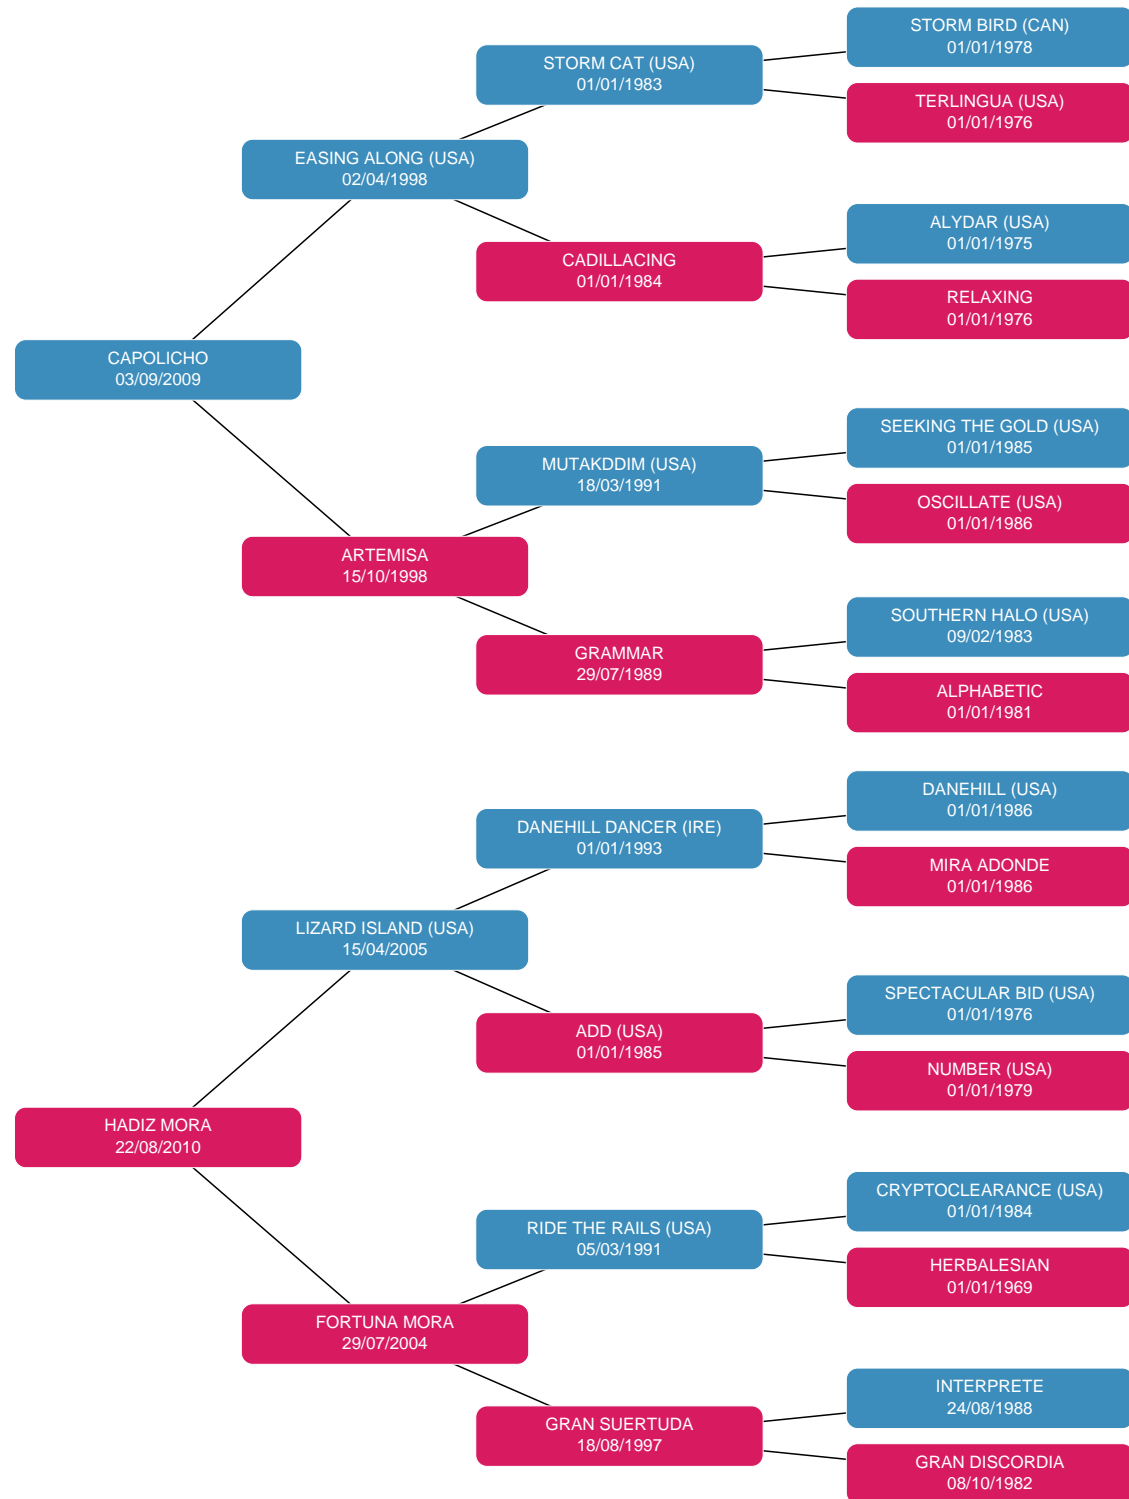 STORM BIRD (CAN)
01/01/1978
STORM CAT (USA)
01/01/1983
TERLINGUA (USA)
01/01/1976
EASING ALONG (USA)
02/04/1998
ALYDAR (USA)
01/01/1975
CADILLACING
01/01/1984
RELAXING
01/01/1976
CAPOLICHO
03/09/2009
SEEKING THE GOLD (USA)
01/01/1985
MUTAKDDIM (USA)
18/03/1991
OSCILLATE (USA)
01/01/1986
ARTEMISA
15/10/1998
SOUTHERN HALO (USA)
09/02/1983
GRAMMAR
29/07/1989
ALPHABETIC
01/01/1981
DANEHILL (USA)
01/01/1986
DANEHILL DANCER (IRE)
01/01/1993
MIRA ADONDE
01/01/1986
LIZARD ISLAND (USA)
15/04/2005
SPECTACULAR BID (USA)
01/01/1976
ADD (USA)
01/01/1985
NUMBER (USA)
01/01/1979
HADIZ MORA
22/08/2010
CRYPTOCLEARANCE (USA)
01/01/1984
RIDE THE RAILS (USA)
05/03/1991
HERBALESIAN
01/01/1969
FORTUNA MORA
29/07/2004
INTERPRETE
24/08/1988
GRAN SUERTUDA
18/08/1997
GRAN DISCORDIA
08/10/1982